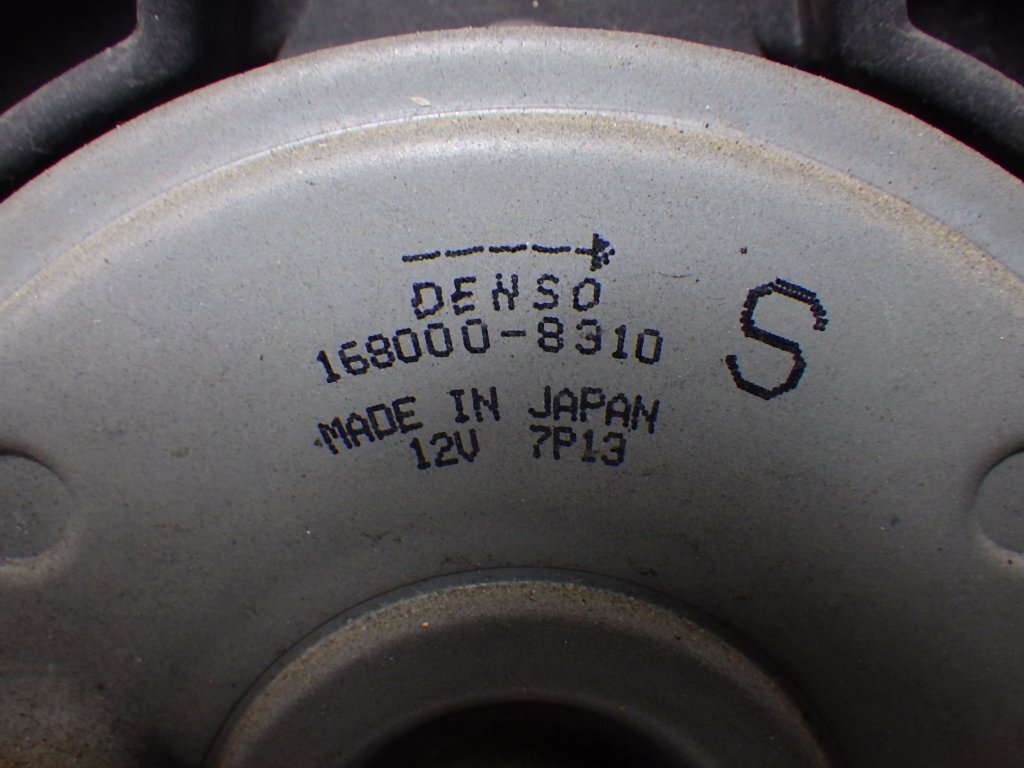 DENSO
168000-8310
S
MADE IN JAPAN
12V 7P13